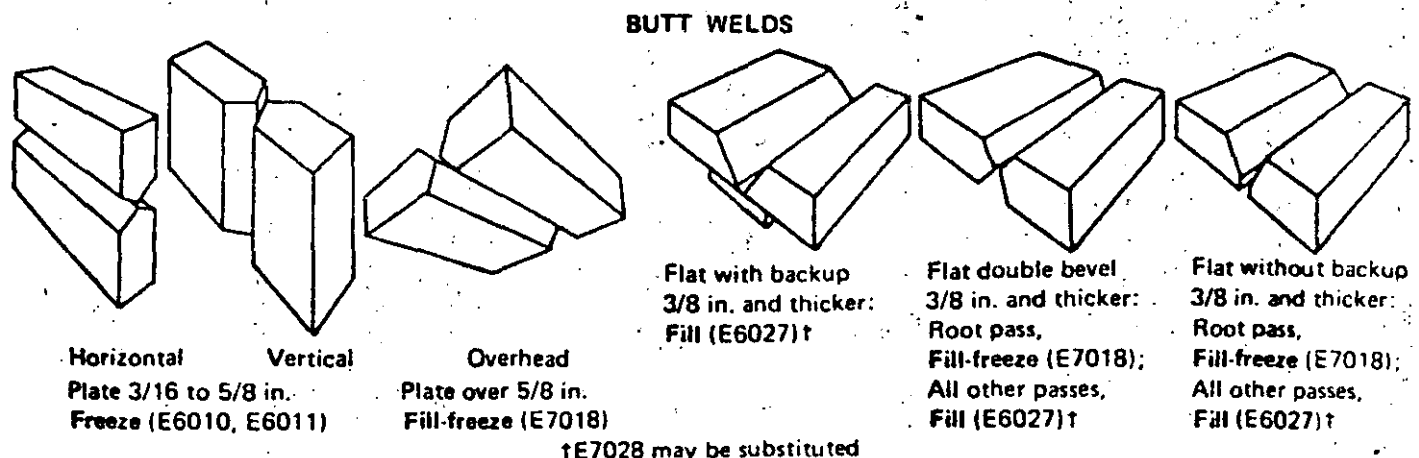 BUTT WELDS
Horizontal
Vertical
Overhead
Plate 3/16 to 5/8 in.
Freeze (E6010, E6011)
Plate over 5/8 in.
Fill-freeze (E7018)
Flat with backup
3/8 in. and thicker:
Fill (E6027)†
Flat double bevel
3/8 in. and thicker:
Root pass,
Fill-freeze (E7018);
All other passes,
Fill (E6027)†
Flat without backup
3/8 in. and thicker:
Root pass,
Fill-freeze (E7018);
All other passes,
Fill (E6027)†
†E7028 may be substituted